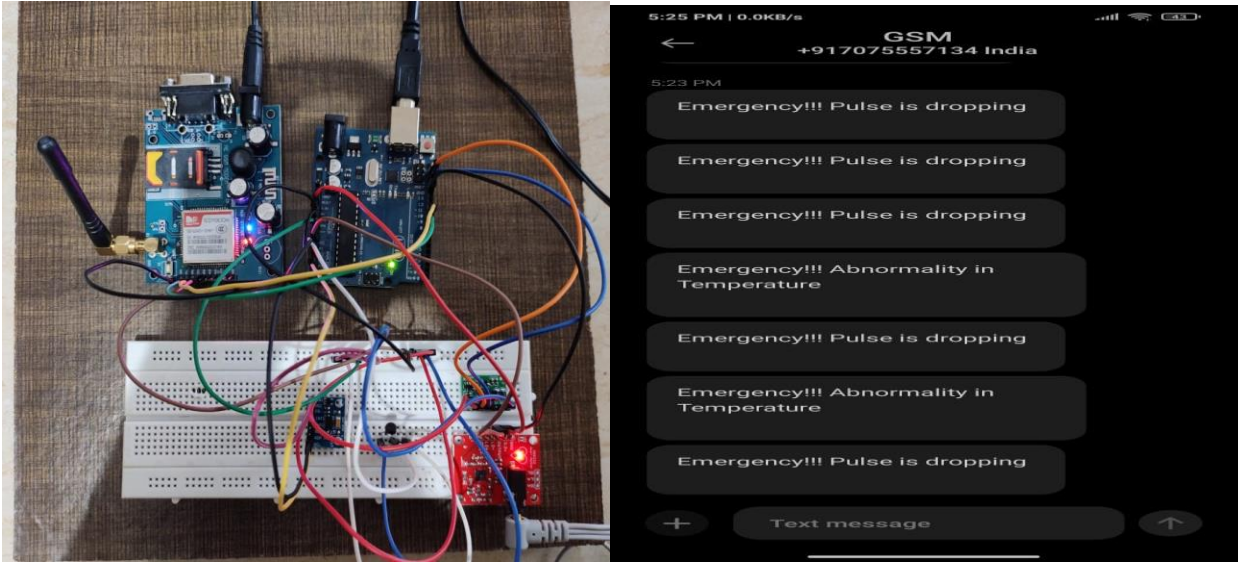 5:25 PM | 0.0KB/s
43
GSM
+917075557134 India
5:23 PM
Emergency!!! Pulse is dropping
Emergency!!! Pulse is dropping
Emergency!!! Pulse is dropping
Emergency!!! Abnormality in
Temperature
Emergency!!! Pulse is dropping
Emergency!!! Abnormality in
Temperature
Emergency!!! Pulse is dropping
Text message